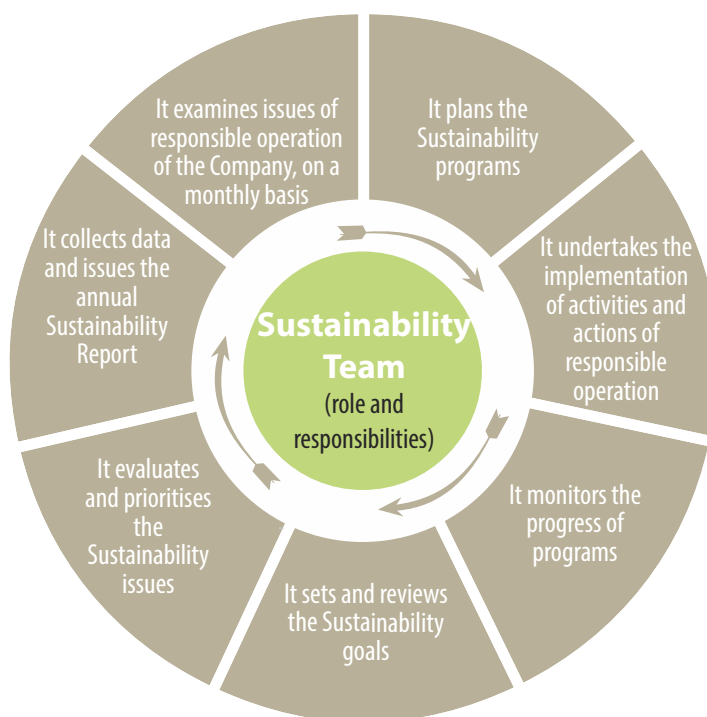 It examines issues of
responsible operation
of the Company, on a
monthly basis
It plans the
Sustainability
programs
It undertakes the
implementation
of activities and
actions of
responsible
operation
It monitors the
progress of
programs
It sets and reviews
the Sustainability
goals
It evaluates
and prioritises
the
Sustainability
issues
It collects data
and issues the
annual
Sustainability
Report
Sustainability
Team
(role and
responsibilities)